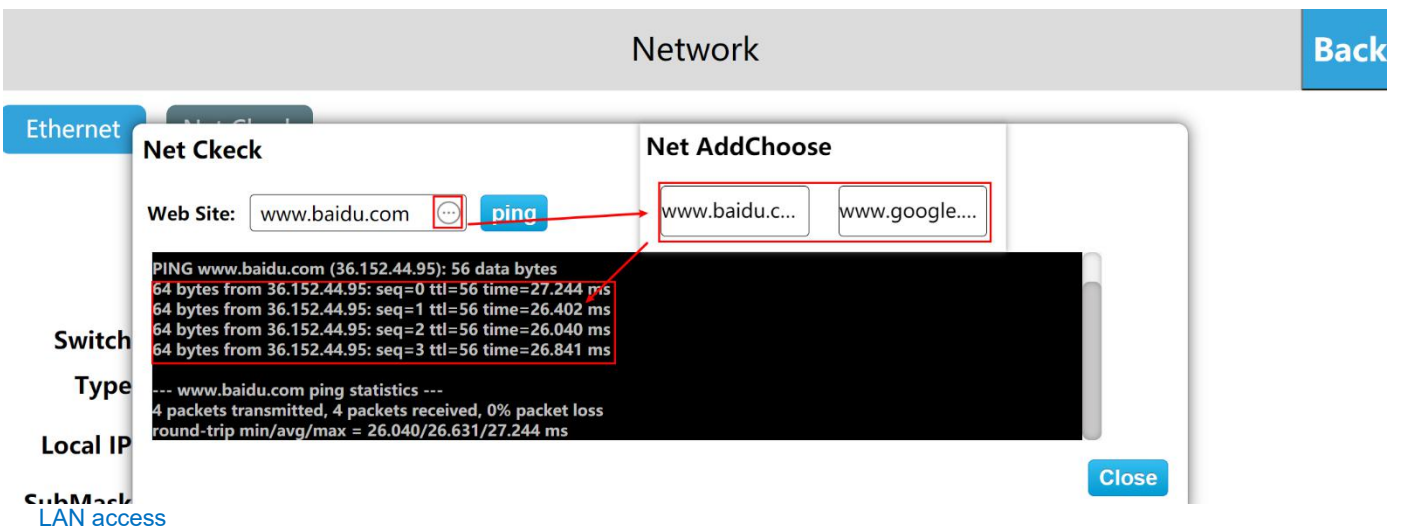 Network
Back
Ethernet
Net Ckeck
Net AddChoose
Web Site:
www.baidu.com
ping
www.baidu.c...
www.google....
PING www.baidu.com (36.152.44.95): 56 data bytes
64 bytes from 36.152.44.95: seq=0 ttl=56 time=27.244 ms
64 bytes from 36.152.44.95: seq=1 ttl=56 time=26.402 ms
64 bytes from 36.152.44.95: seq=2 ttl=56 time=26.040 ms
64 bytes from 36.152.44.95: seq=3 ttl=56 time=26.841 ms
--- www.baidu.com ping statistics ---
4 packets transmitted, 4 packets received, 0% packet loss
round-trip min/avg/max = 26.040/26.631/27.244 ms
Switch
Type
Local IP
Close
SubMask
LAN access